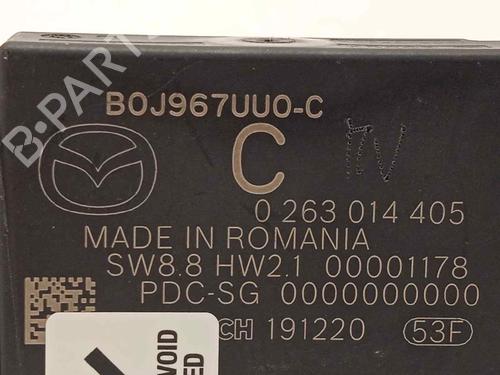 B-PARTS
B0J967UU0-C
C
0 263 014 405
MADE IN ROMANIA
SW8.8 HW2.1 00001178
PDC-SG 0000000000
CH 191220 53F
VOID
ED